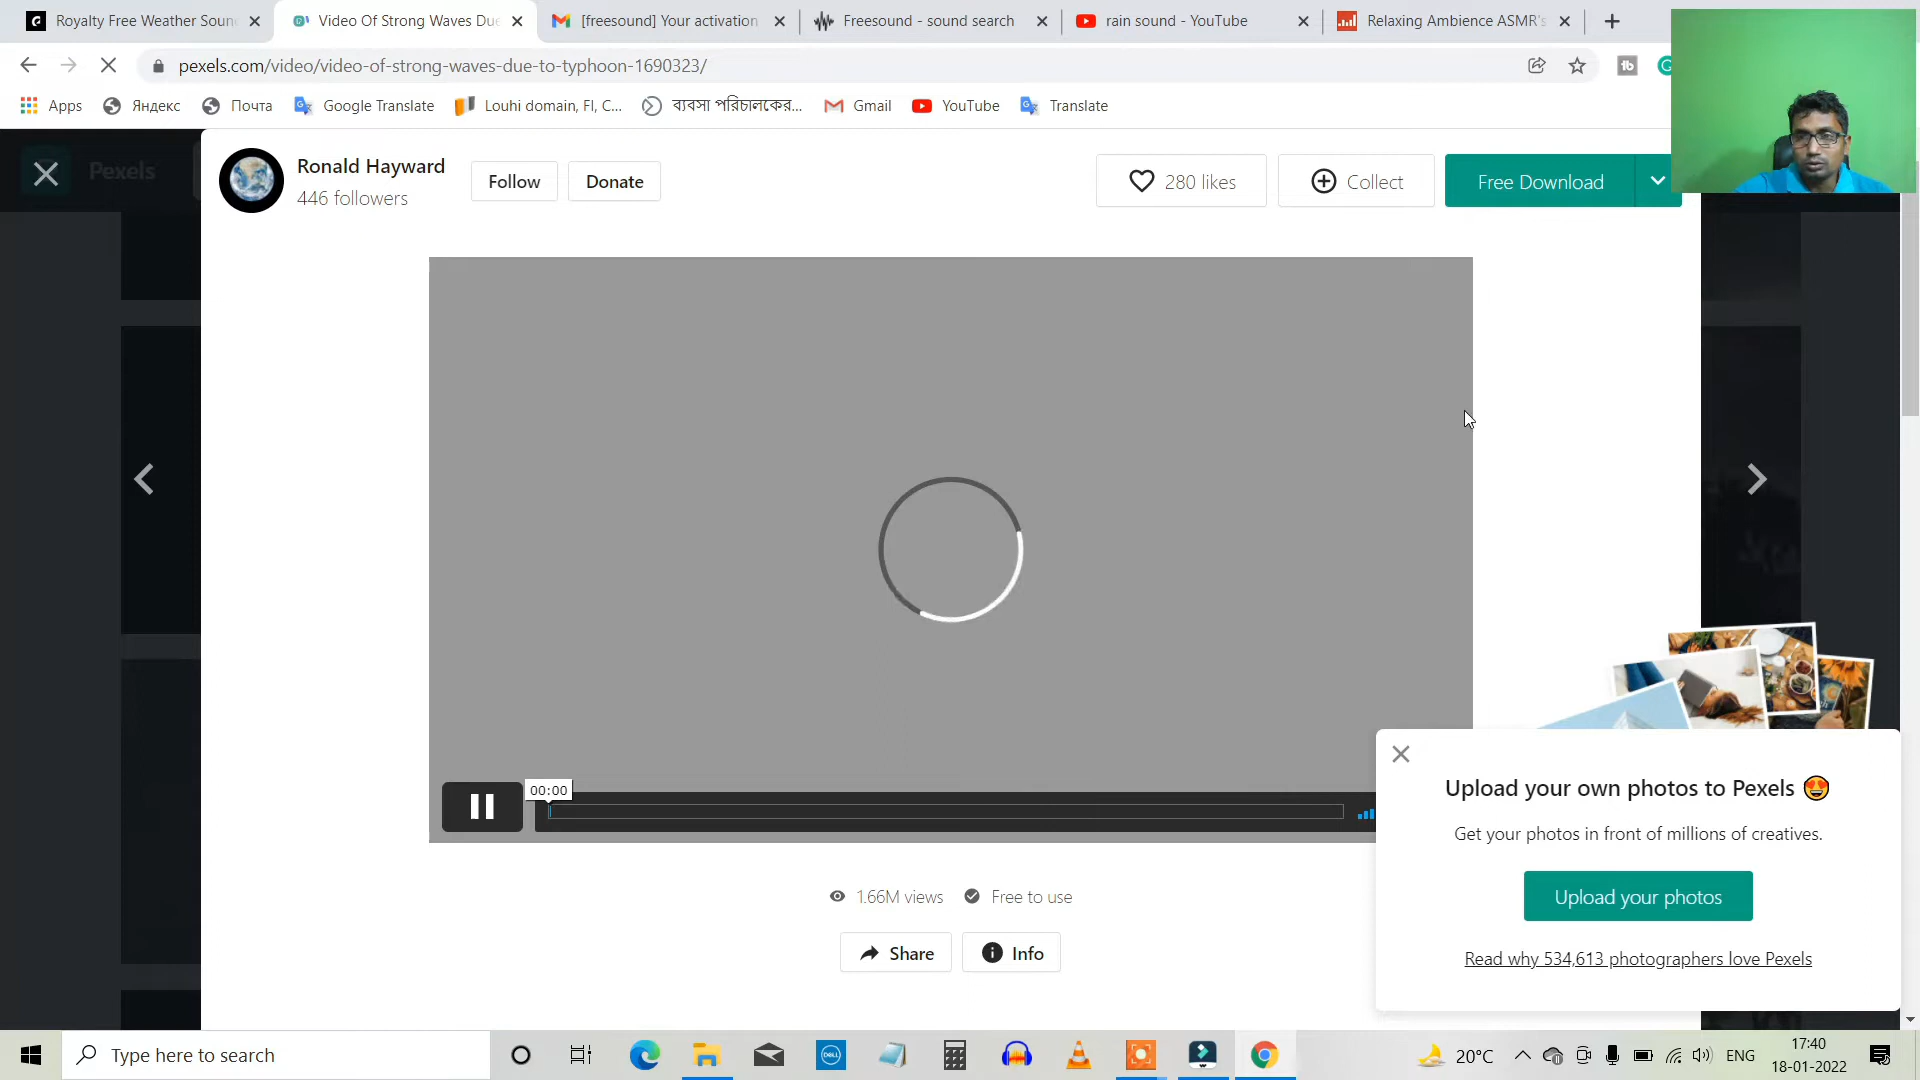 Royalty Free Weather Soun
Video Of Strong Waves Due
[freesound] Your activation
Freesound - sound search
rain sound - YouTube
Relaxing Ambience ASMR's
pexels.com/video/video-of-strong-waves-due-to-typhoon-1690323/
Apps
Яндекс
Почта
Google Translate
Louhi domain, FI, C...
ব্যবসা পরিচালকের...
Gmail
YouTube
Translate
Pexels
Ronald Hayward
446 followers
Follow
Donate
280 likes
Collect
Free Download
00:00
1.66M views
Free to use
Share
Info
Upload your own photos to Pexels 😍
Get your photos in front of millions of creatives.
Upload your photos
Read why 534,613 photographers love Pexels
Type here to search
DELL
20°C
ENG
17:40
18-01-2022